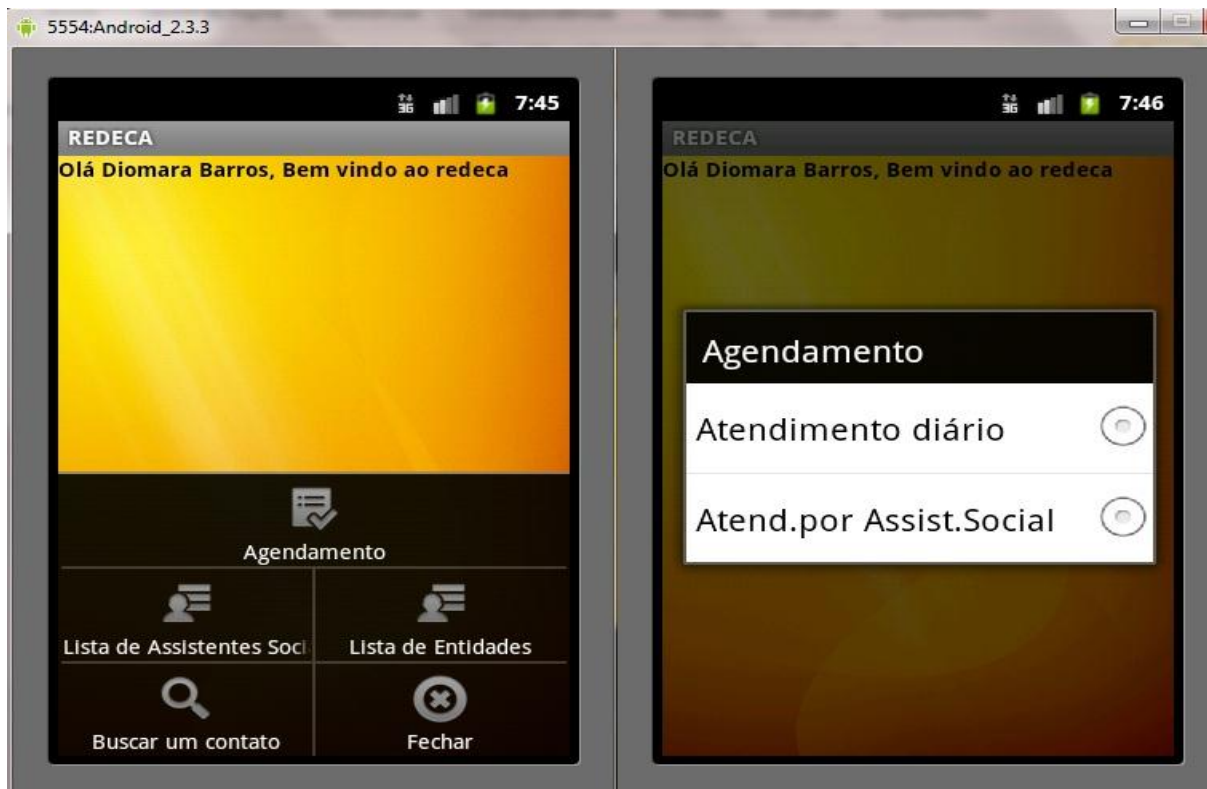 5554:Android_2.3.3
3G 7:45
REDECA
Olá Diomara Barros, Bem vindo ao redeca
Agendamento
Lista de Assistentes Soci
Lista de Entidades
Buscar um contato
Fechar
3G 7:46
REDECA
Olá Diomara Barros, Bem vindo ao redeca
Agendamento
Atendimento diário
Atend.por Assist.Social